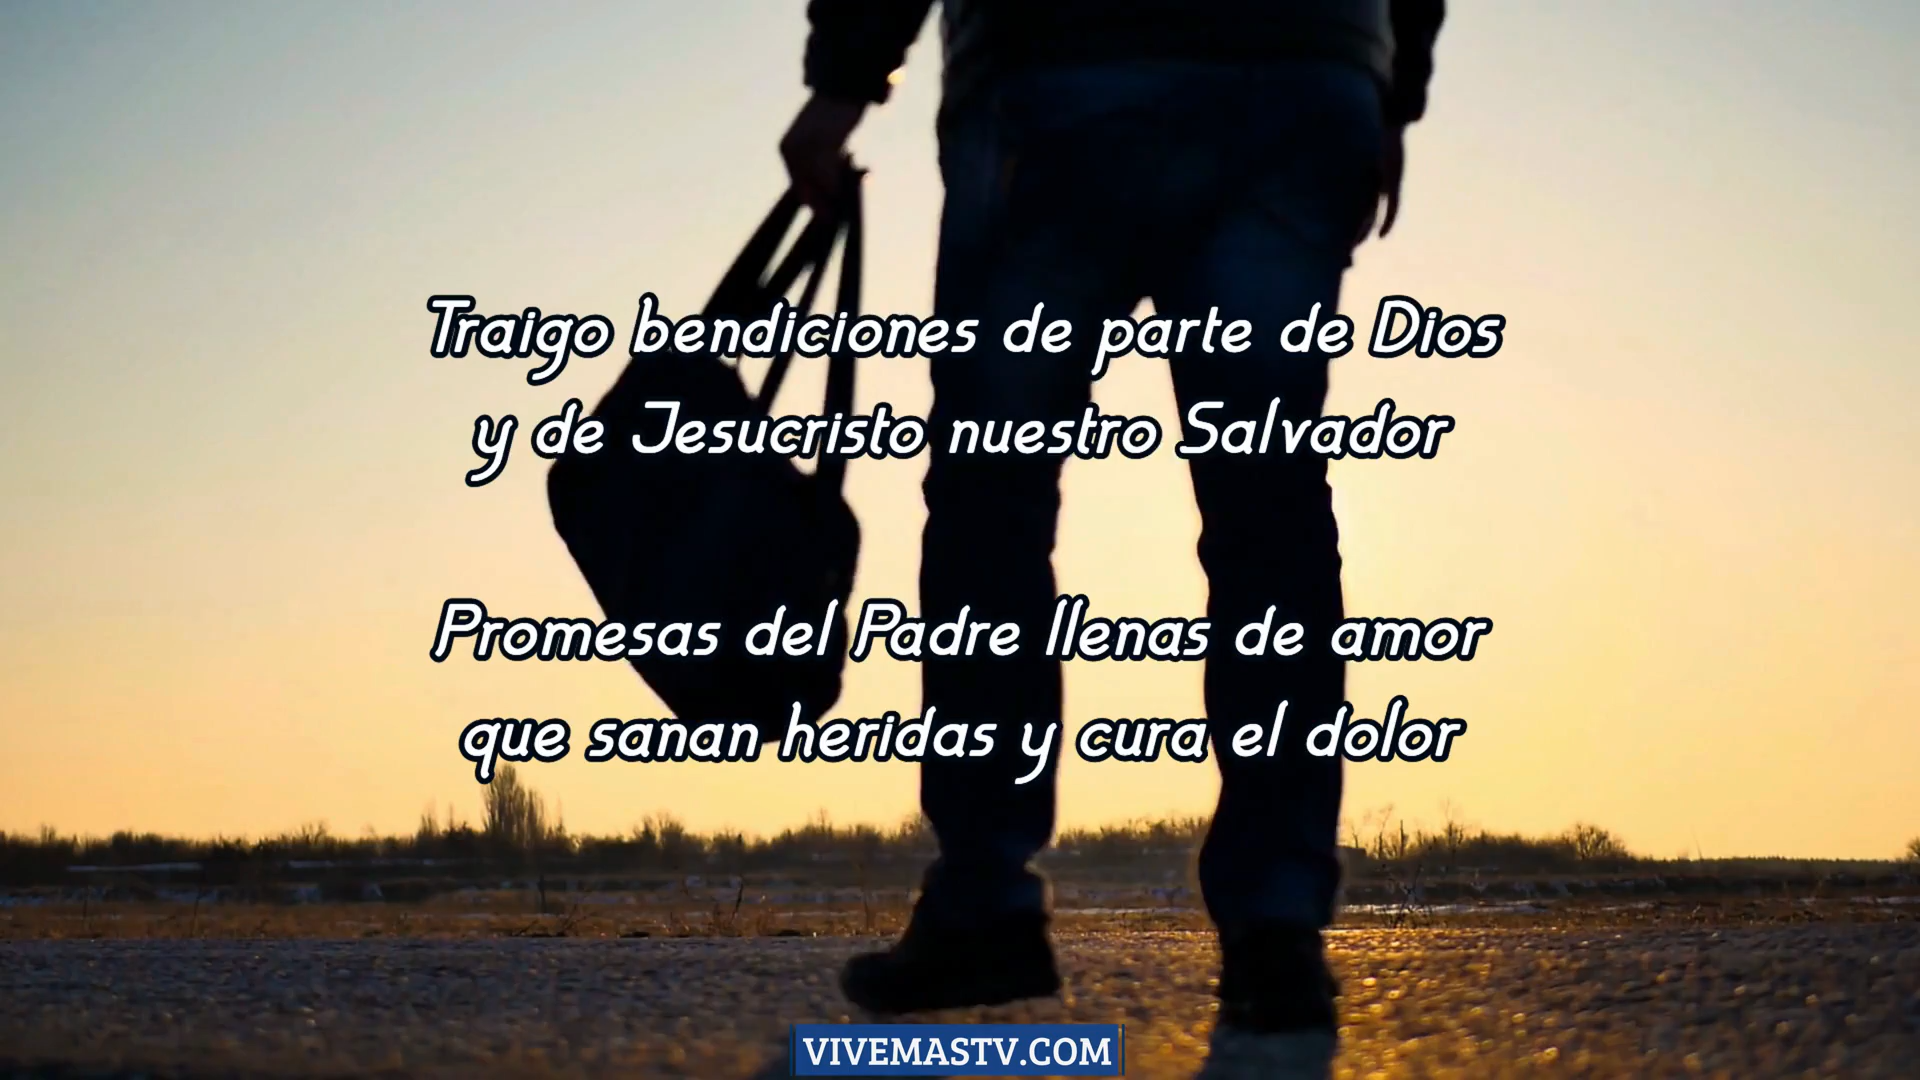 Traigo bendiciones de parte de Dios
y de Jesucristo nuestro Salvador
Promesas del Padre llenas de amor
que sanan heridas y cura el dolor
VIVEMASTV.COM